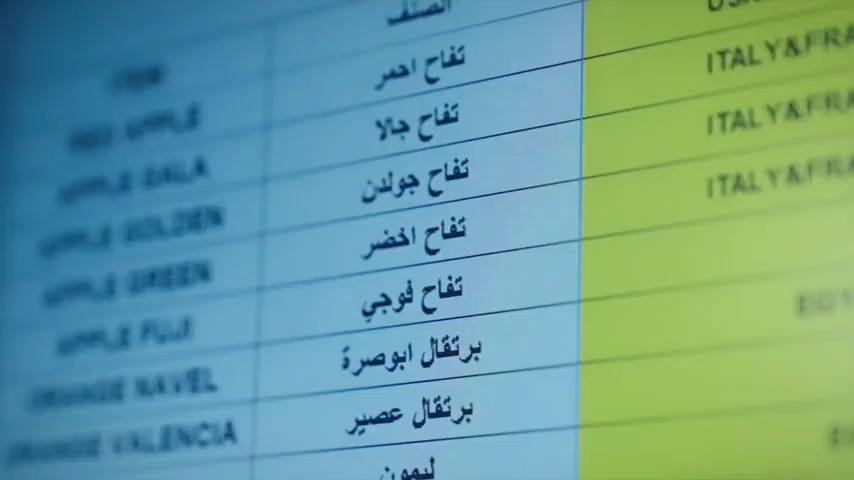 ITEM الصنف
RED APPLE تفاح احمر ITALY&FRA
APPLE GALA تفاح جالا ITALY&FRA
APPLE GOLDEN تفاح جولدن ITALY&FRA
APPLE GREEN تفاح اخضر
APPLE FUJI تفاح فوجي
ORANGE NAVEL برتقال ابوصرة
ORANGE VALENCIA برتقال عصير
ليمون